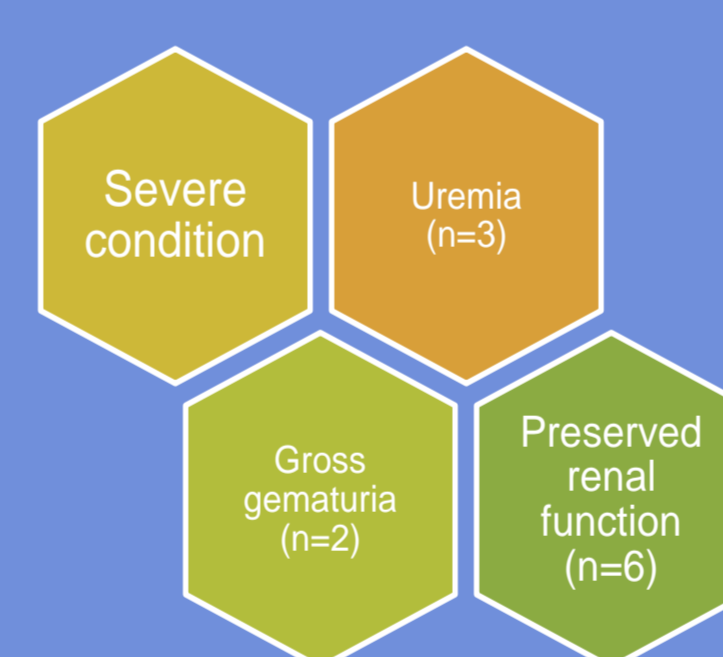 Severe
condition
Uremia
(n=3)
Gross
gematuria
(n=2)
Preserved
renal
function
(n=6)